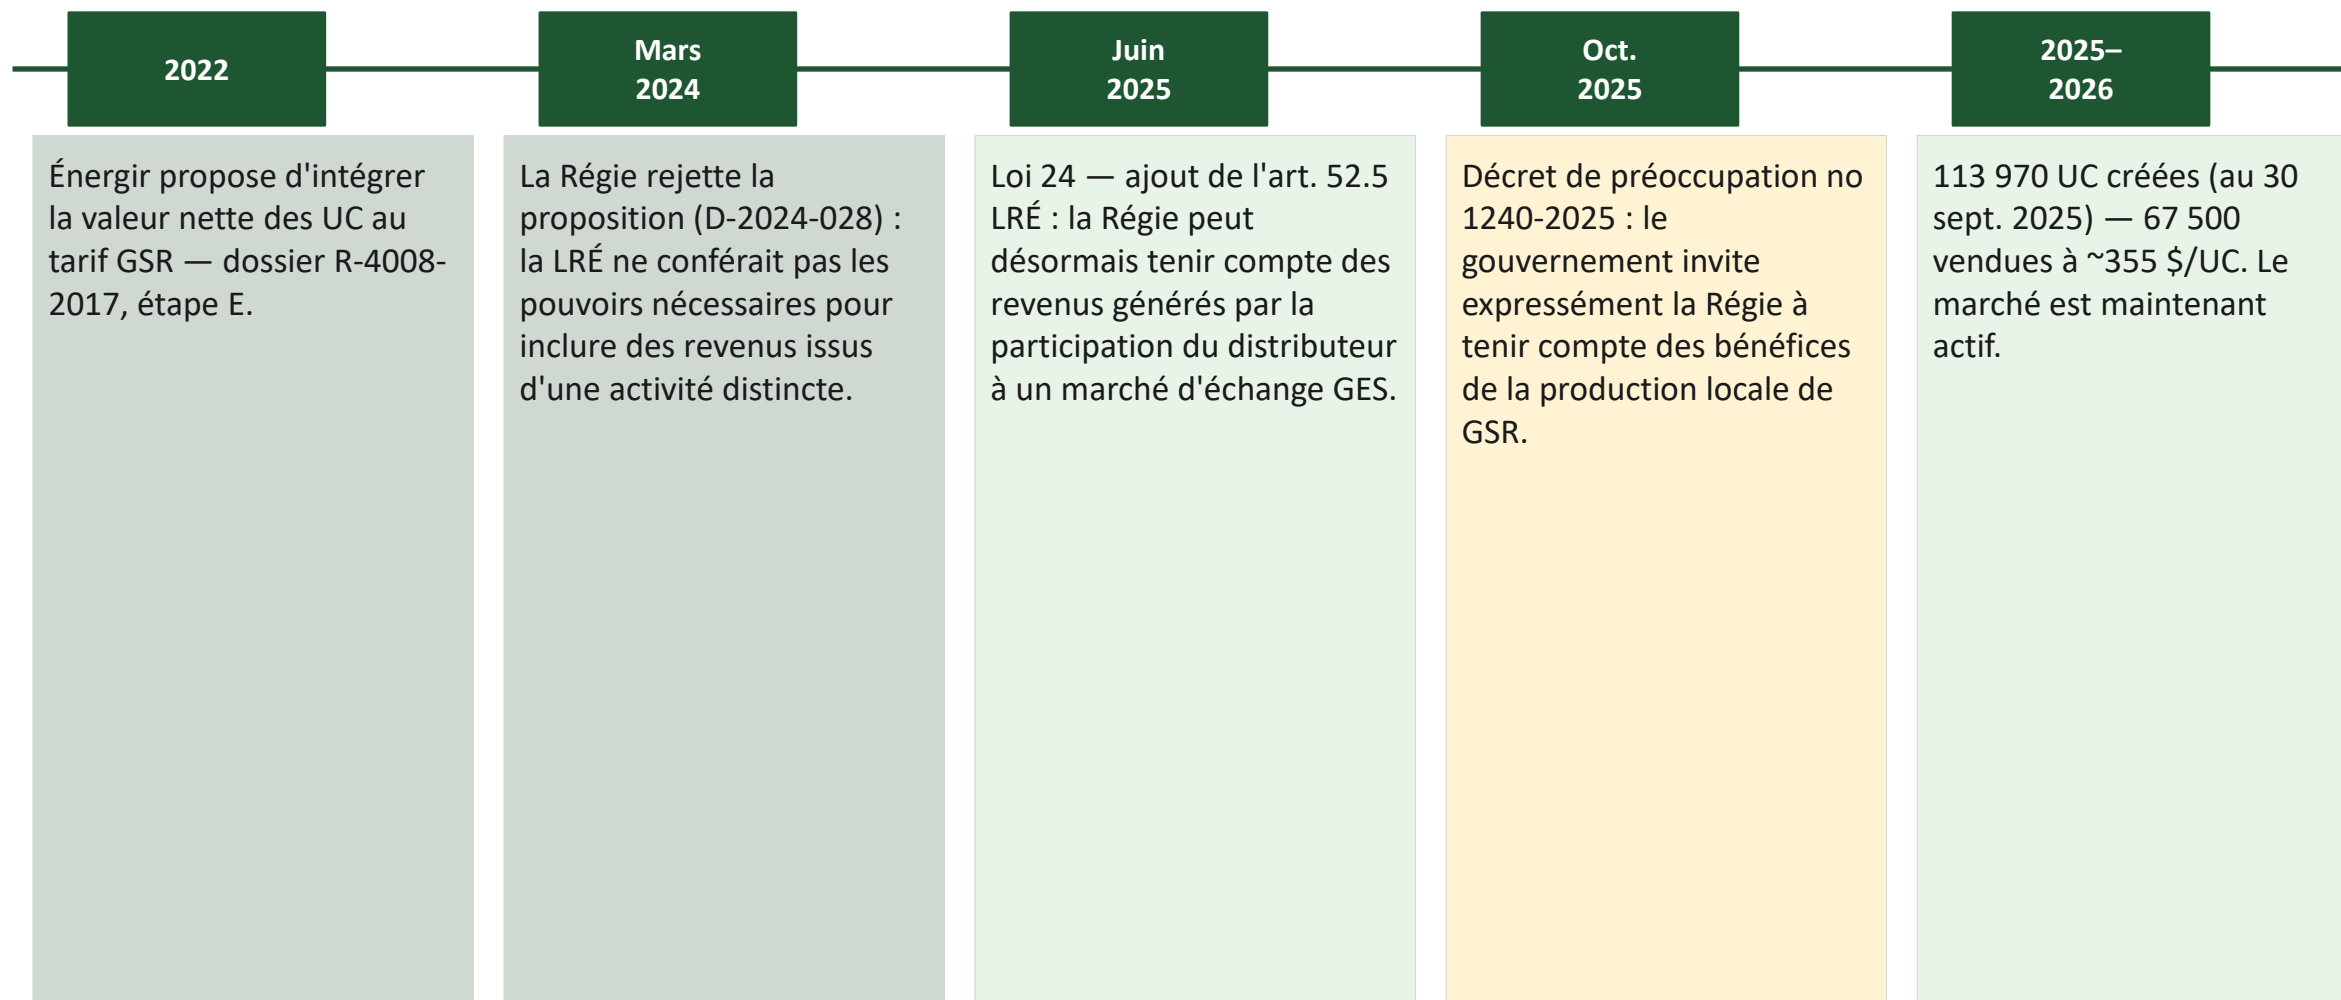 2022
Énergir propose d'intégrer
la valeur nette des UC au
tarif GSR — dossier R-4008-
2017, étape E.
Mars
2024
La Régie rejette la
proposition (D-2024-028) :
la LRÉ ne conférait pas les
pouvoirs nécessaires pour
inclure des revenus issus
d'une activité distincte.
Juin
2025
Loi 24 — ajout de l'art. 52.5
LRÉ : la Régie peut
désormais tenir compte des
revenus générés par la
participation du distributeur
à un marché d'échange GES.
Oct.
2025
Décret de préoccupation no
1240-2025 : le
gouvernement invite
expressément la Régie à
tenir compte des bénéfices
de la production locale de
GSR.
2025–
2026
113 970 UC créées (au 30
sept. 2025) — 67 500
vendues à ~355 $/UC. Le
marché est maintenant
actif.